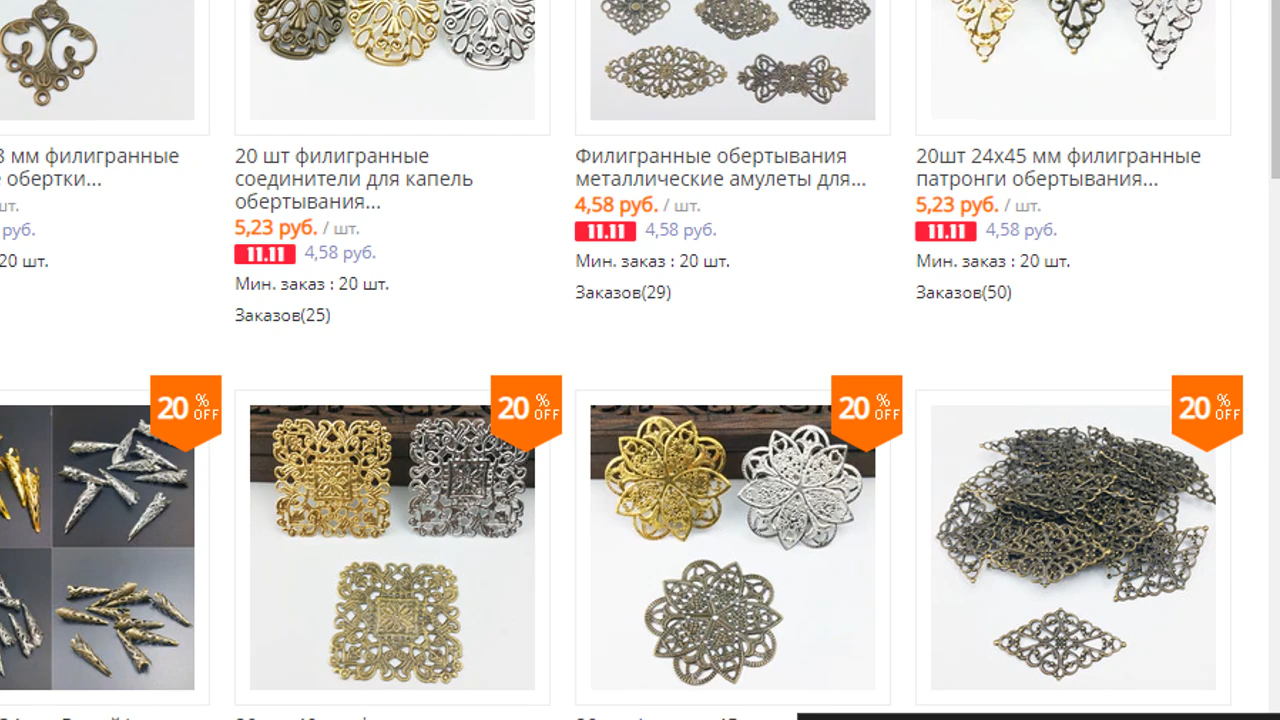 8 мм филигранные
обертки...
шт.
руб.
20 шт.
20 шт филигранные
соединители для капель
обертывания...
5,23 руб. / шт.
11.11 4,58 руб.
Мин. заказ : 20 шт.
Заказов(25)
Филигранные обертывания
металлические амулеты для...
4,58 руб. / шт.
11.11 4,58 руб.
Мин. заказ : 20 шт.
Заказов(29)
20шт 24x45 мм филигранные
патронги обертывания...
5,23 руб. / шт.
11.11 4,58 руб.
Мин. заказ : 20 шт.
Заказов(50)
20 % OFF
20 % OFF
20 % OFF
20 % OFF